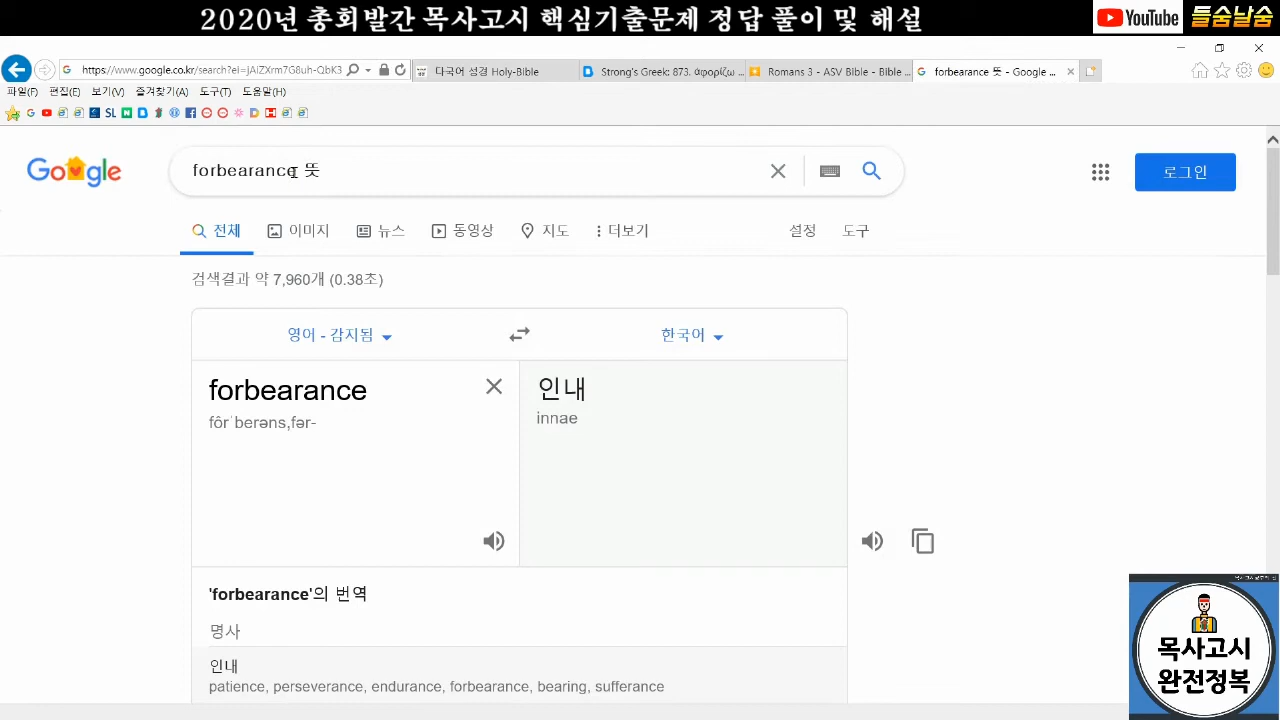 2020년 총회발간 목사고시 핵심기출문제 정답 풀이 및 해설
YouTube 들숨날숨
https://www.google.co.kr/search?ei=jAiZXrm7G8uh-QbK3
다국어 성경 Holy-Bible
Strong's Greek: 873. ἀφορίζω ...
Romans 3 - ASV Bible - Bible ...
forbearance 뜻 - Google ...
파일(F) 편집(E) 보기(V) 즐겨찾기(A) 도구(T) 도움말(H)
SL
Google
forbearance 뜻
로그인
전체 이미지 뉴스 동영상 지도 더보기 설정 도구
검색결과 약 7,960개 (0.38초)
영어 - 감지됨 한국어
forbearance 인내
fôrˈberəns,fər- innae
'forbearance'의 번역
명사
인내
patience, perseverance, endurance, forbearance, bearing, sufferance
목사고시
완전정복